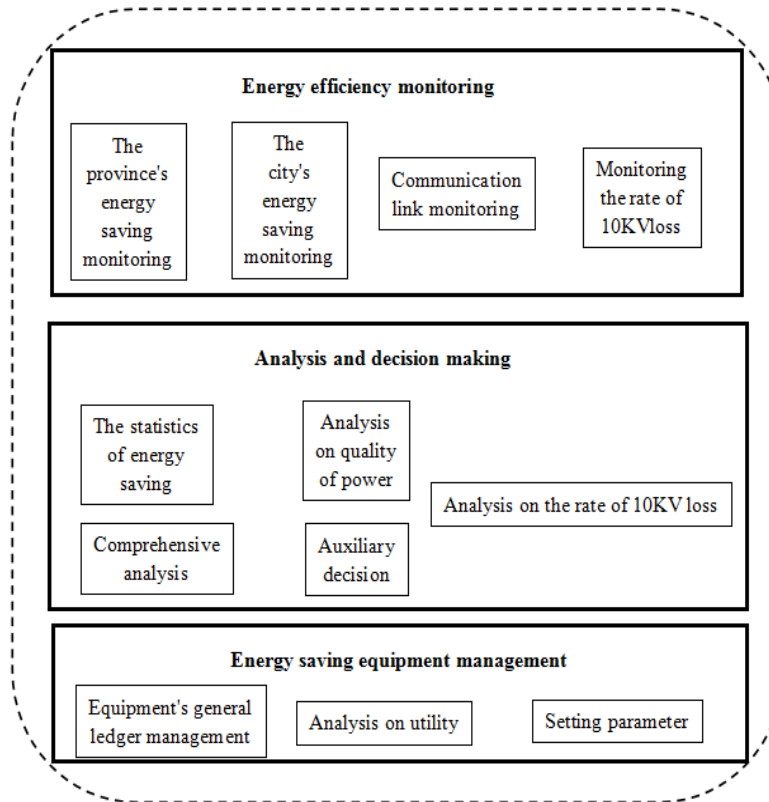 Energy efficiency monitoring
The
province's
energy
saving
monitoring
The
city's
energy
saving
monitoring
Communication
link monitoring
Monitoring
the rate of
10KVloss
Analysis and decision making
The statistics
of energy
saving
Analysis
on quality
of power
Analysis on the rate of 10KV loss
Comprehensive
analysis
Auxiliary
decision
Energy saving equipment management
Equipment's general
ledger management
Analysis on utility
Setting parameter